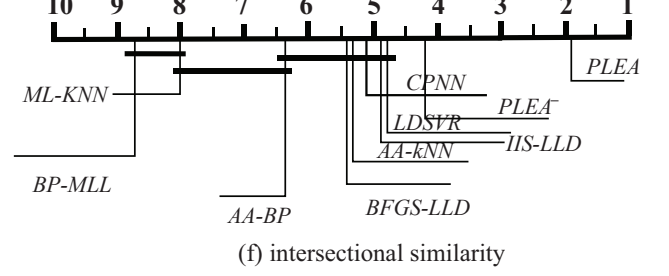 10 9 8 7 6 5 4 3 2 1
PLEA
CPNN
ML-KNN
PLEA⁻
LDSVR
IIS-LLD
AA-kNN
BP-MLL
BFGS-LLD
AA-BP
(f) intersectional similarity